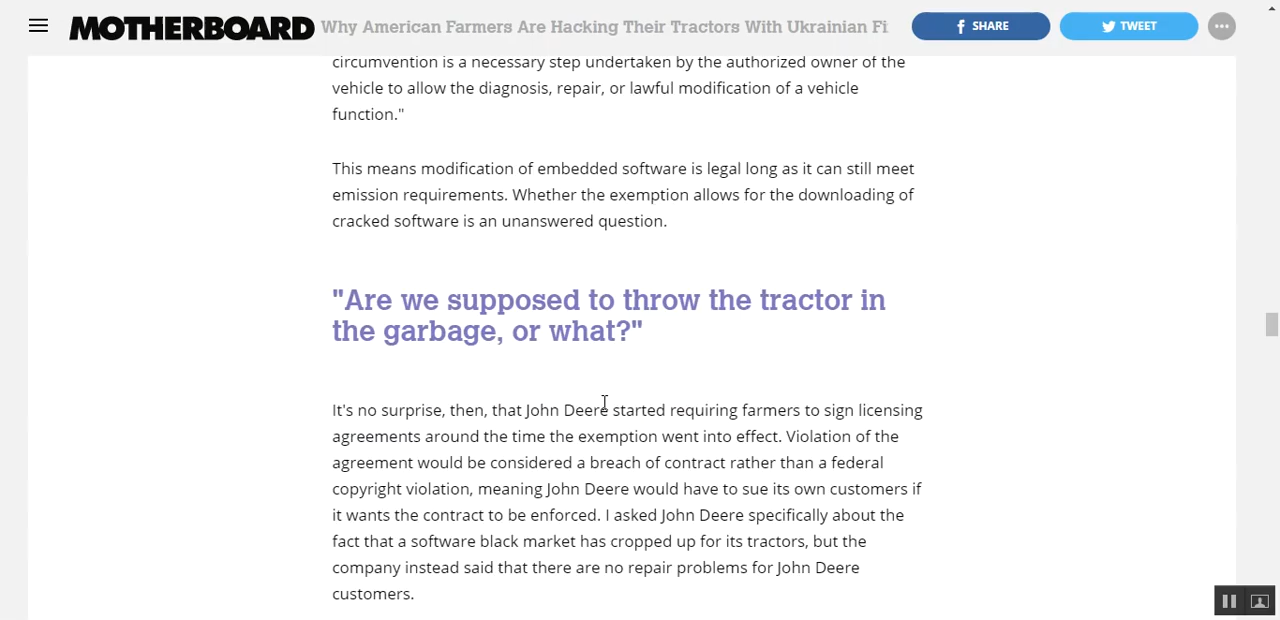 MOTHERBOARD Why American Farmers Are Hacking Their Tractors With Ukrainian Fi SHARE TWEET
circumvention is a necessary step undertaken by the authorized owner of the
vehicle to allow the diagnosis, repair, or lawful modification of a vehicle
function."
This means modification of embedded software is legal long as it can still meet
emission requirements. Whether the exemption allows for the downloading of
cracked software is an unanswered question.
"Are we supposed to throw the tractor in
the garbage, or what?"
It's no surprise, then, that John Deere started requiring farmers to sign licensing
agreements around the time the exemption went into effect. Violation of the
agreement would be considered a breach of contract rather than a federal
copyright violation, meaning John Deere would have to sue its own customers if
it wants the contract to be enforced. I asked John Deere specifically about the
fact that a software black market has cropped up for its tractors, but the
company instead said that there are no repair problems for John Deere
customers.